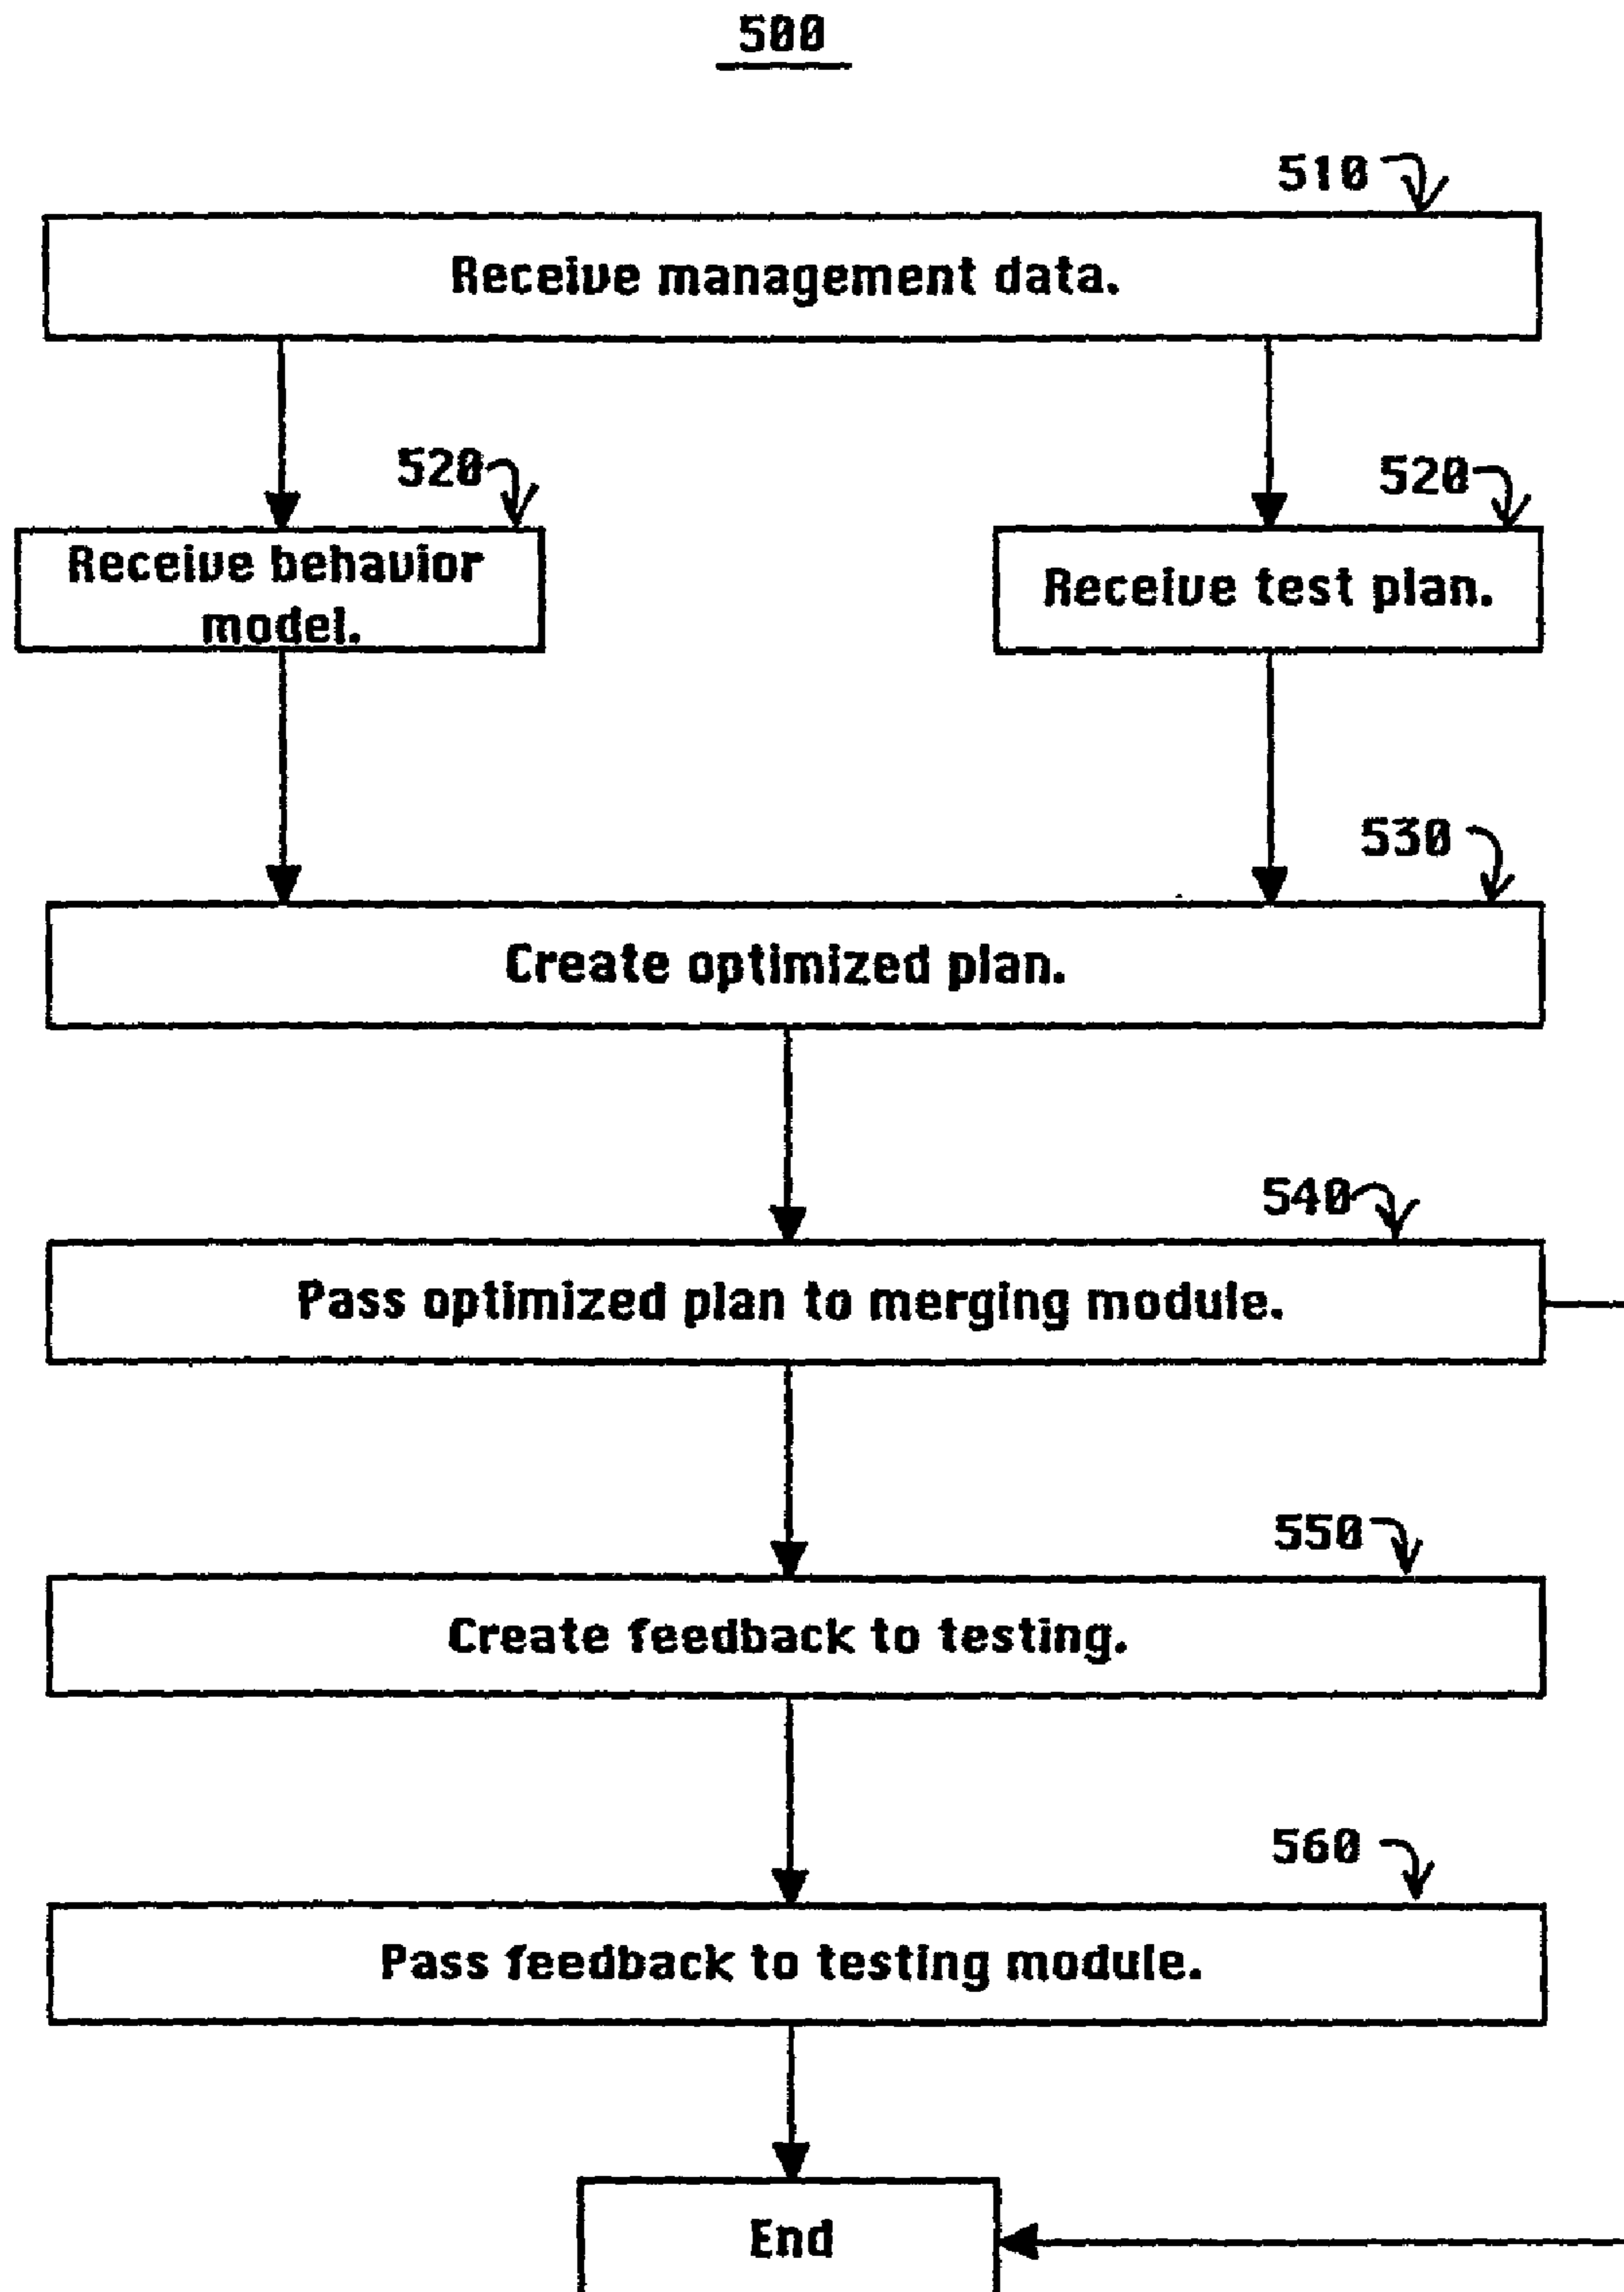 500
510
Receive management data.
520
520
Receive behavior
model.
Receive test plan.
530
Create optimized plan.
540
Pass optimized plan to merging module.
550
Create feedback to testing.
560
Pass feedback to testing module.
End